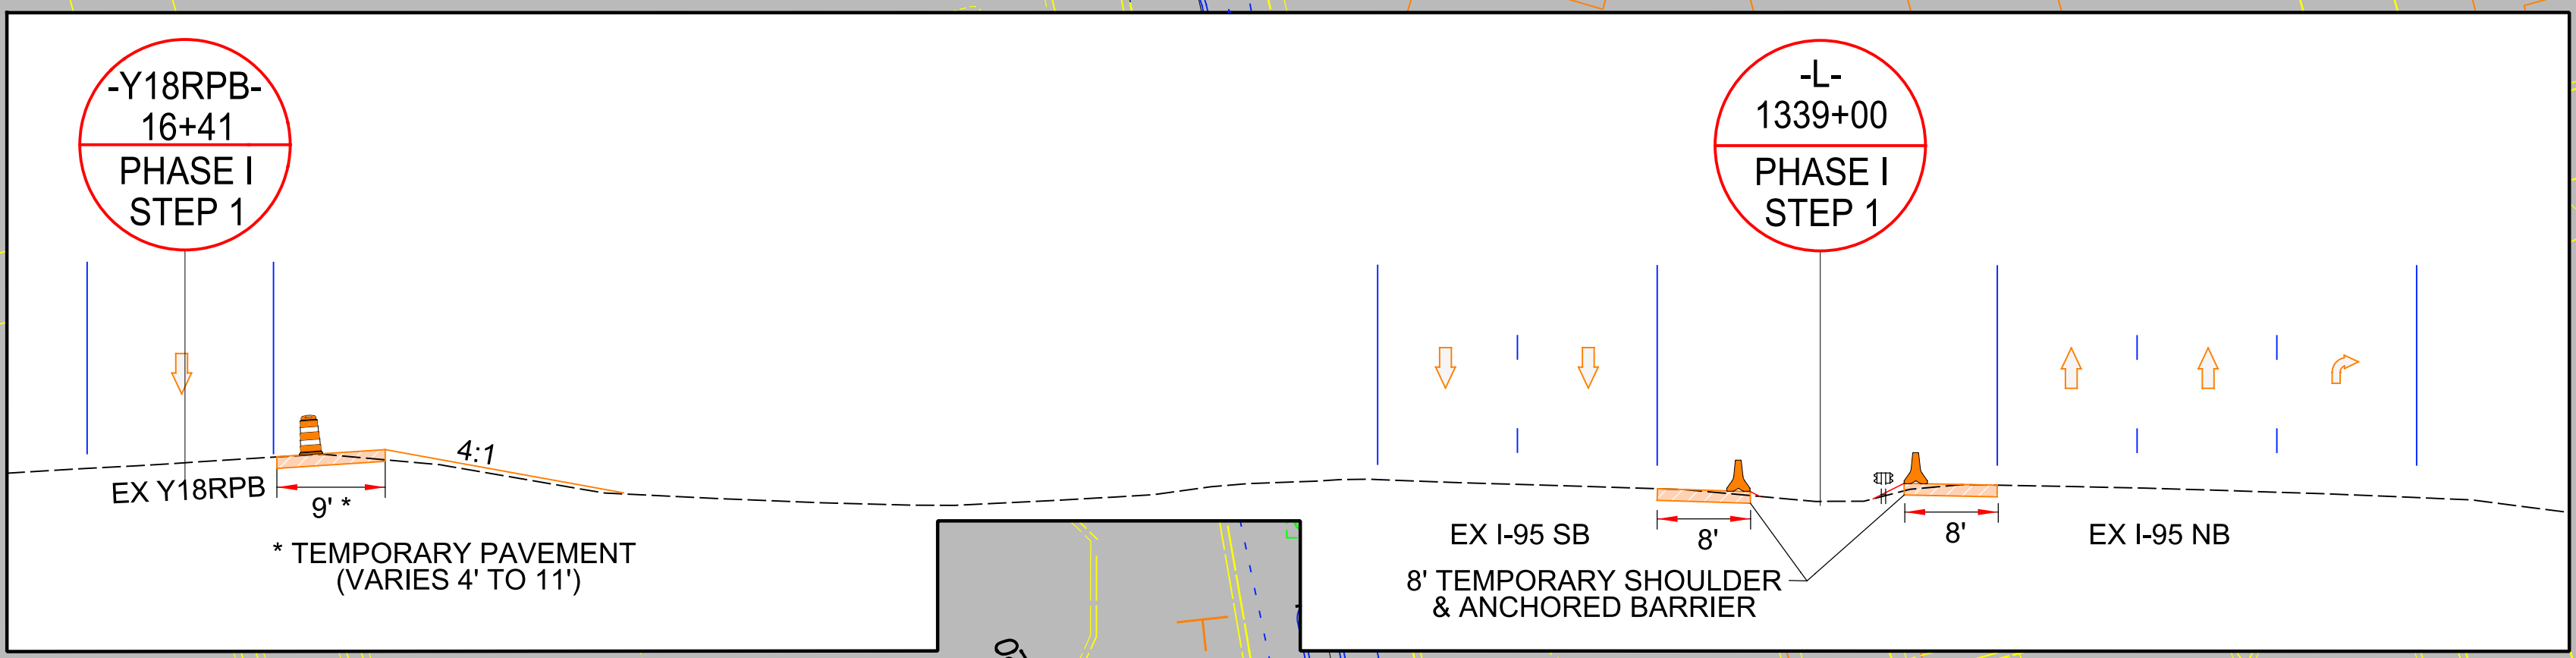 -Y18RPB-
16+41
PHASE I
STEP 1
-L-
1339+00
PHASE I
STEP 1
4:1
EX Y18RPB
9' *
* TEMPORARY PAVEMENT
(VARIES 4' TO 11')
EX I-95 SB
8'
8'
EX I-95 NB
8' TEMPORARY SHOULDER
& ANCHORED BARRIER